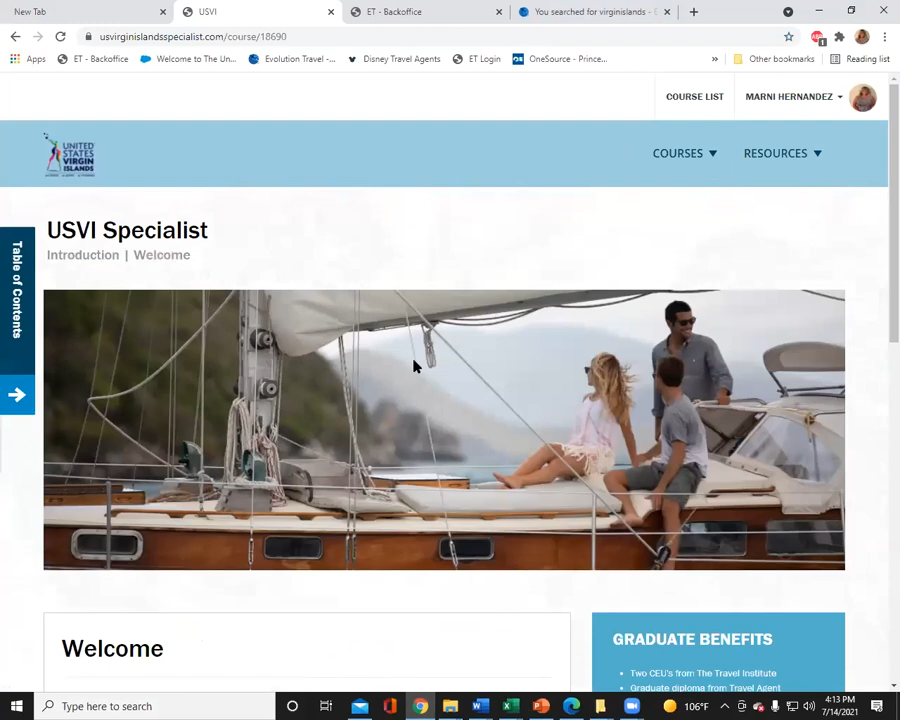 New Tab
USVI
ET - Backoffice
You searched for virginislands - E
usvirginislandsspecialist.com/course/18690
Apps
ET - Backoffice
Welcome to The Un...
Evolution Travel -...
Disney Travel Agents
ET Login
OneSource - Prince...
Other bookmarks
Reading list
COURSE LIST
MARNI HERNANDEZ
UNITED
STATES
VIRGIN
ISLANDS
COURSES
RESOURCES
USVI Specialist
Introduction | Welcome
Table of Contents
Welcome
GRADUATE BENEFITS
Two CEU's from The Travel Institute
Graduate diploma from Travel Agent
Type here to search
106°F
4:13 PM
7/14/2021